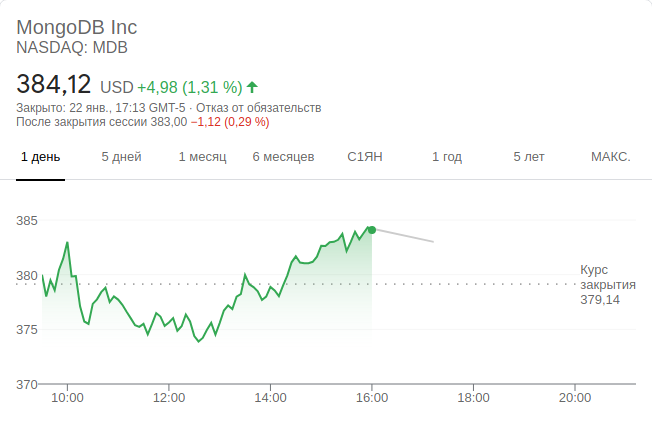 MongoDB Inc
NASDAQ: MDB
384,12 USD +4,98 (1,31 %)
Закрыто: 22 янв., 17:13 GMT-5 · Отказ от обязательств
После закрытия сессии 383,00 −1,12 (0,29 %)
1 день 5 дней 1 месяц 6 месяцев С1ЯН 1 год 5 лет МАКС.
385
380
Курс
закрытия
379,14
375
370
10:00 12:00 14:00 16:00 18:00 20:00